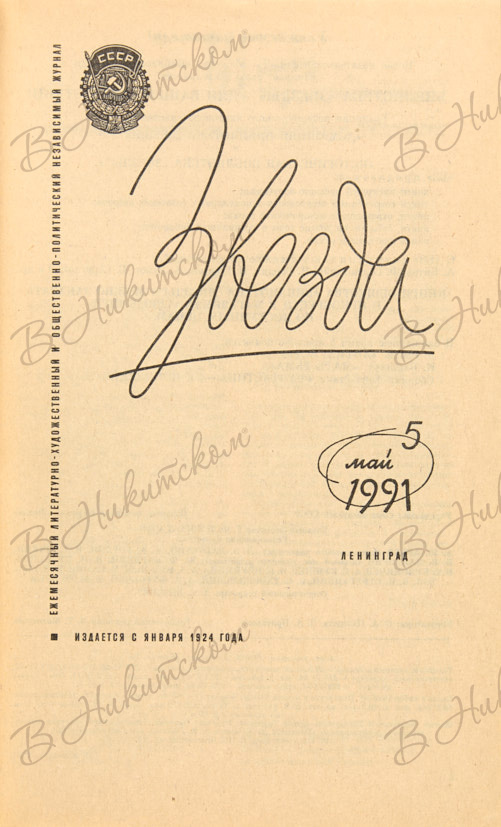 СССР
ЕЖЕМЕСЯЧНЫЙ ЛИТЕРАТУРНО-ХУДОЖЕСТВЕННЫЙ И ОБЩЕСТВЕННО-ПОЛИТИЧЕСКИЙ НЕЗАВИСИМЫЙ ЖУРНАЛ
Звезда
5
май
1991
ЛЕНИНГРАД
ИЗДАЕТСЯ С ЯНВАРЯ 1924 ГОДА
В Никитском